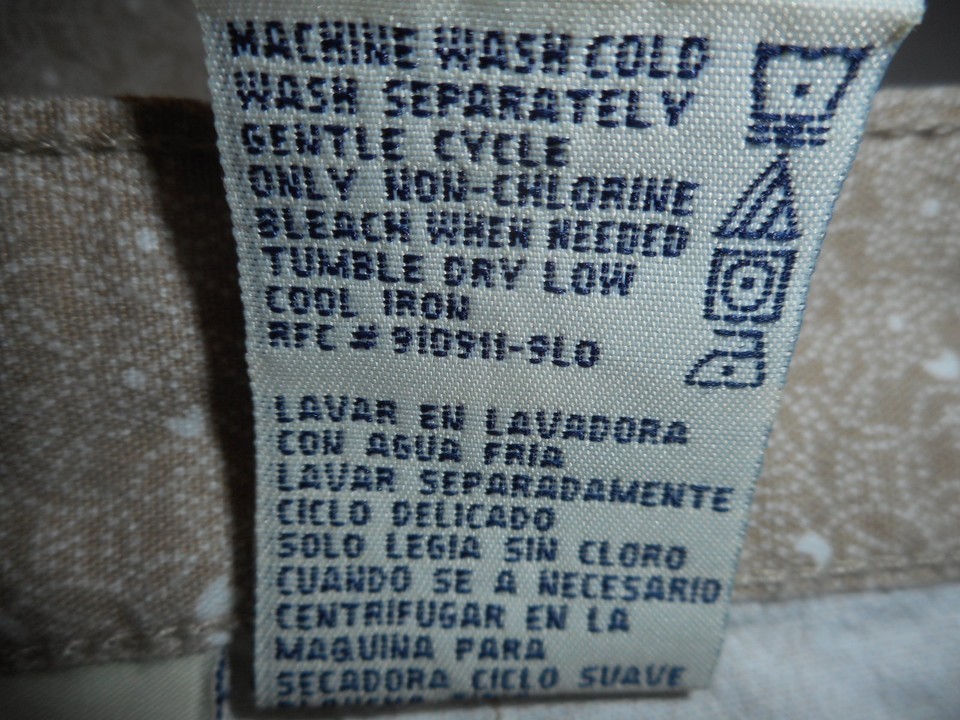 MACHINE WASH COLD
WASH SEPARATELY
GENTLE CYCLE
ONLY NON-CHLORINE
BLEACH WHEN NEEDED
TUMBLE DRY LOW
COOL IRON
RFC # 910911-9L0
LAVAR EN LAVADORA
CON AGUA FRIA
LAVAR SEPARADAMENTE
CICLO DELICADO
SOLO LEGIA SIN CLORO
CUANDO SE A NECESARIO
CENTRIFUGAR EN LA
MAQUINA PARA
SECADORA CICLO SUAVE